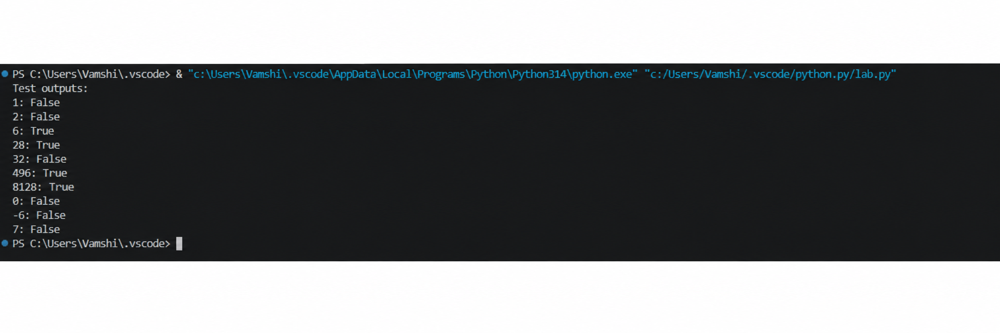 PS C:\Users\Vamshi\.vscode> & "c:\Users\Vamshi\.vscode\AppData\Local\Programs\Python\Python314\python.exe" "c:/Users/Vamshi/.vscode/python.py/lab.py"
Test outputs:
1: False
2: False
6: True
28: True
32: False
496: True
8128: True
0: False
-6: False
7: False
PS C:\Users\Vamshi\.vscode>